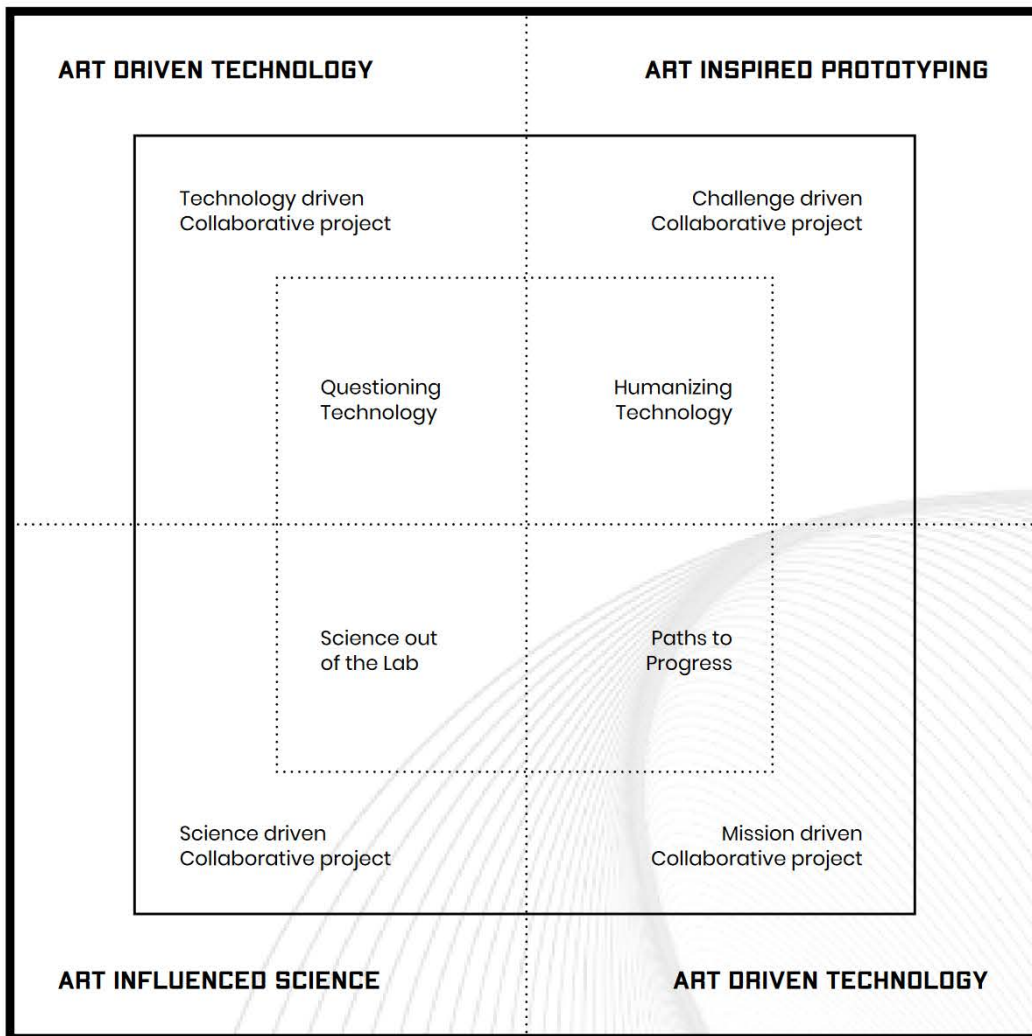 ART DRIVEN TECHNOLOGY
ART INSPIRED PROTOTYPING
Technology driven
Collaborative project
Challenge driven
Collaborative project
Questioning
Technology
Humanizing
Technology
Science out
of the Lab
Paths to
Progress
Science driven
Collaborative project
Mission driven
Collaborative project
ART INFLUENCED SCIENCE
ART DRIVEN TECHNOLOGY